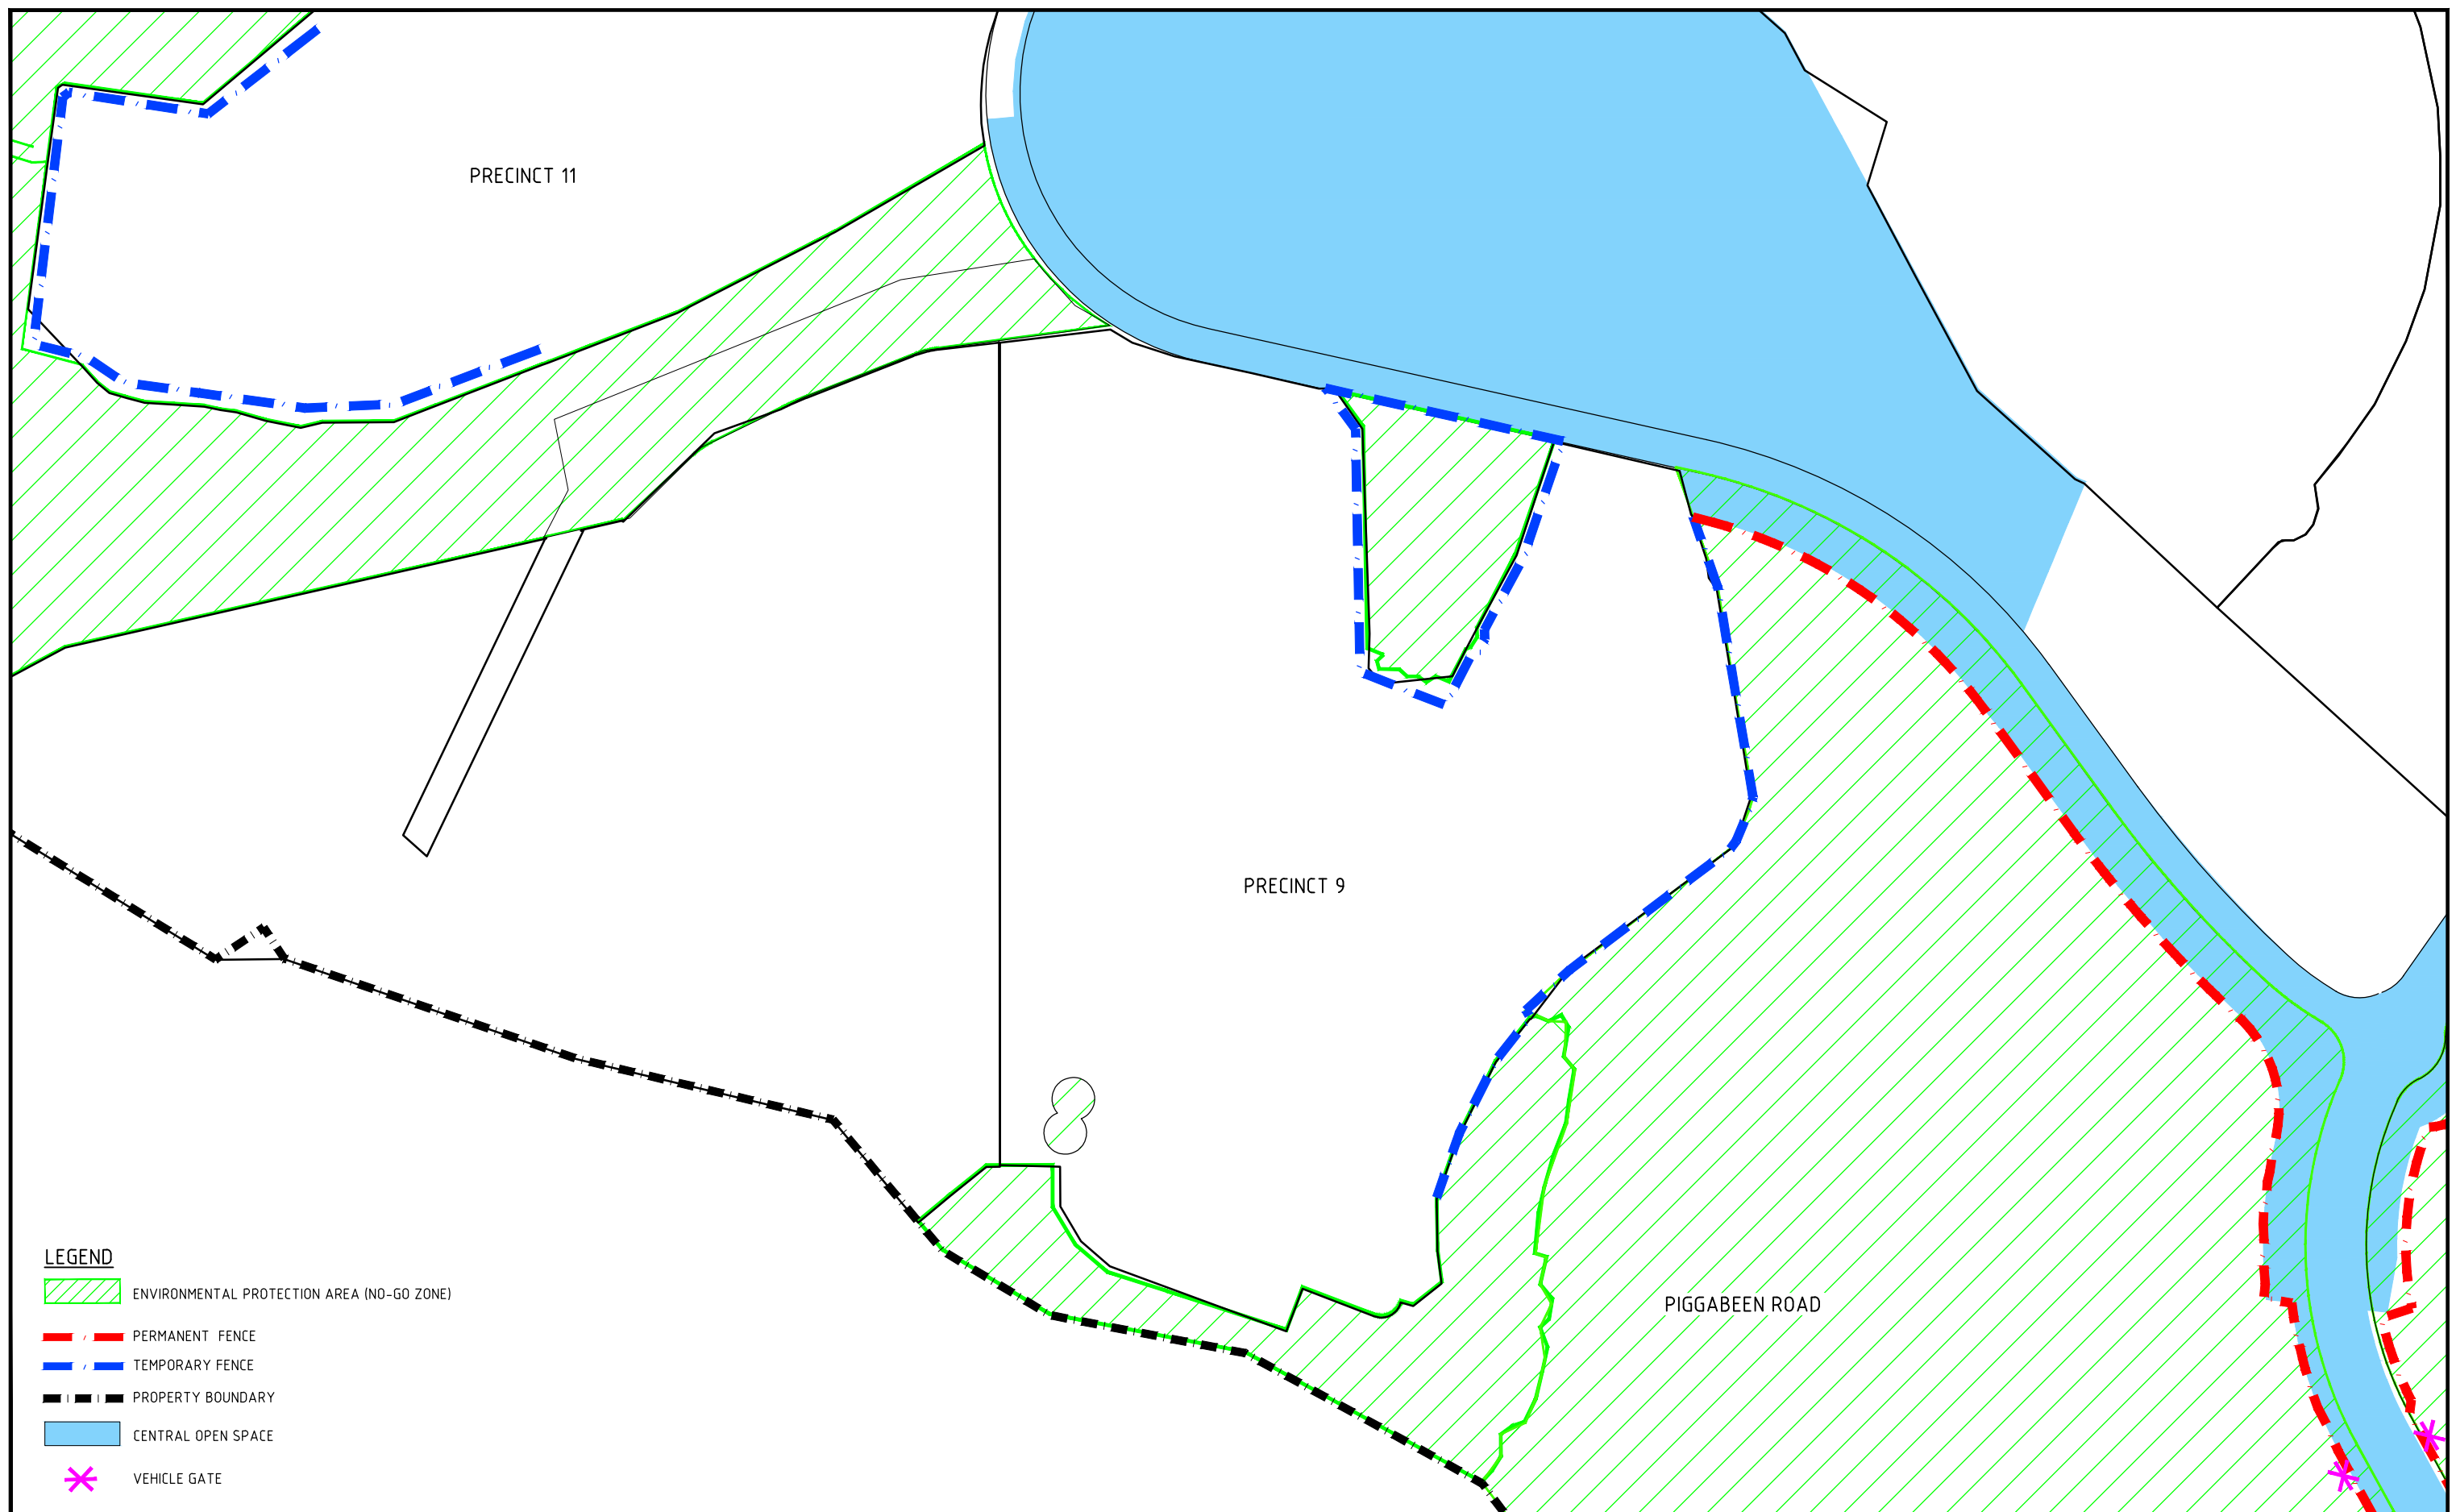 PRECINCT 11
PRECINCT 9
PIGGABEEN ROAD
LEGEND
ENVIRONMENTAL PROTECTION AREA (NO-GO ZONE)
PERMANENT FENCE
TEMPORARY FENCE
PROPERTY BOUNDARY
CENTRAL OPEN SPACE
VEHICLE GATE